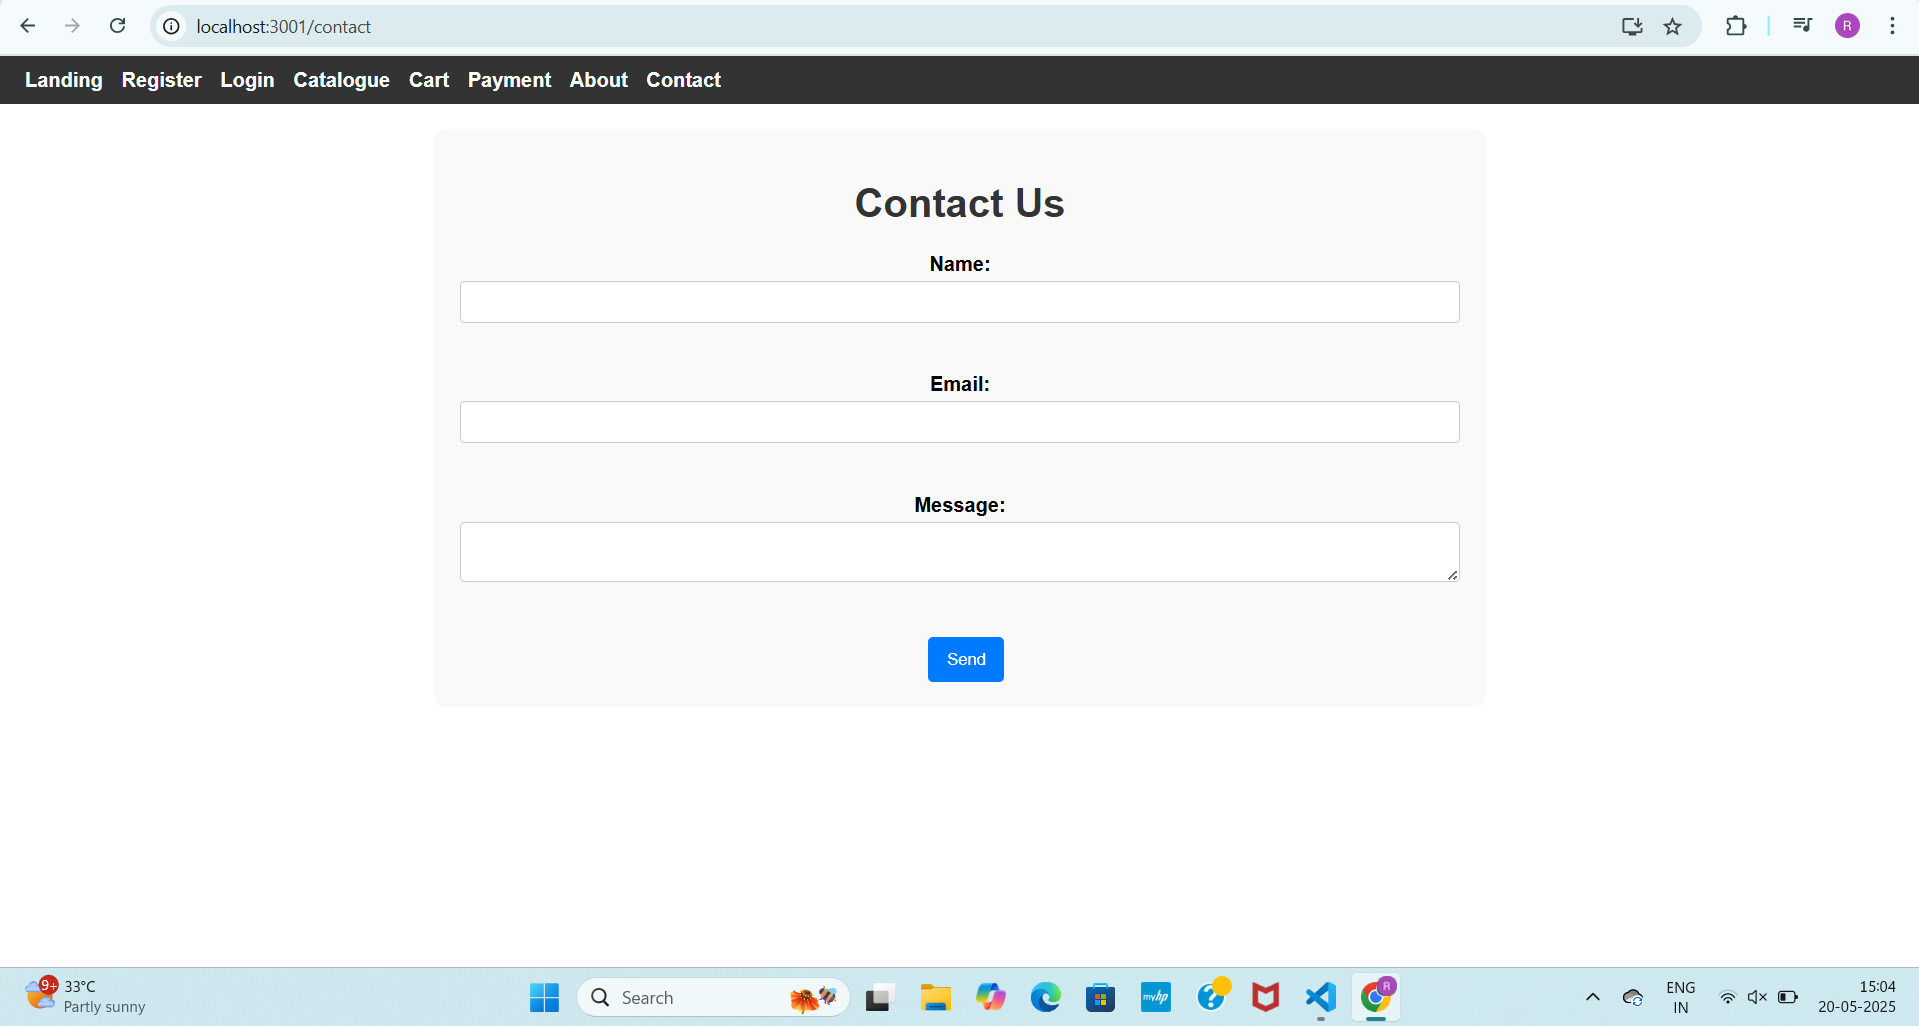 localhost:3001/contact
R
Landing Register Login Catalogue Cart Payment About Contact
Contact Us
Name:
Email:
Message:
Send
9+
33°C
Partly sunny
Search
myhp
R
ENG
IN
15:04
20-05-2025